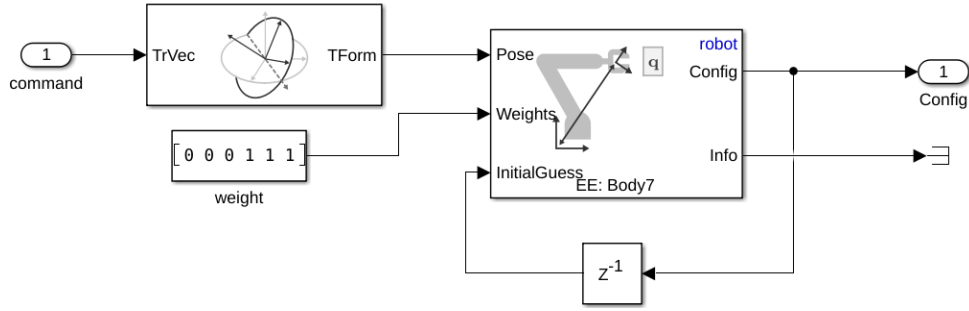 1
command
TrVec
TForm
[0 0 0 1 1 1]
weight
robot
Pose
q
Config
Weights
Info
InitialGuess
EE: Body7
1
Config
Z-1